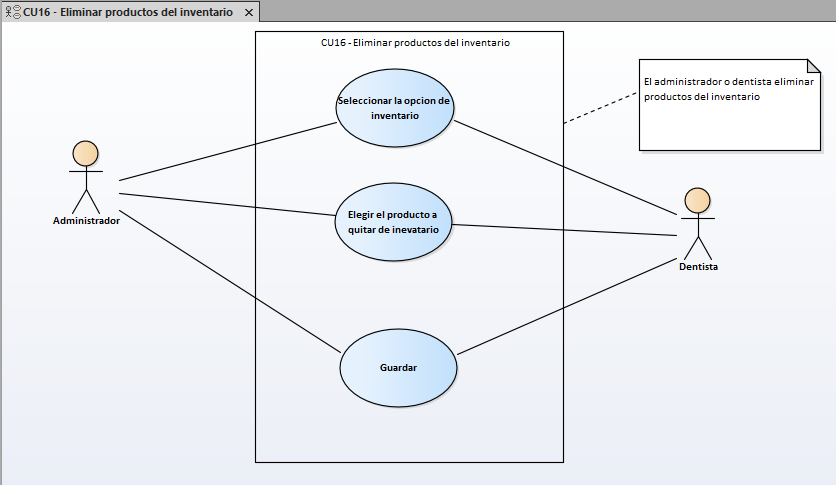 CU16 - Eliminar productos del inventario
CU16 - Eliminar productos del inventario
Seleccionar la opcion de
inventario
El administrador o dentista eliminar
productos del inventario
Administrador
Elegir el producto a
quitar de inevatario
Dentista
Guardar